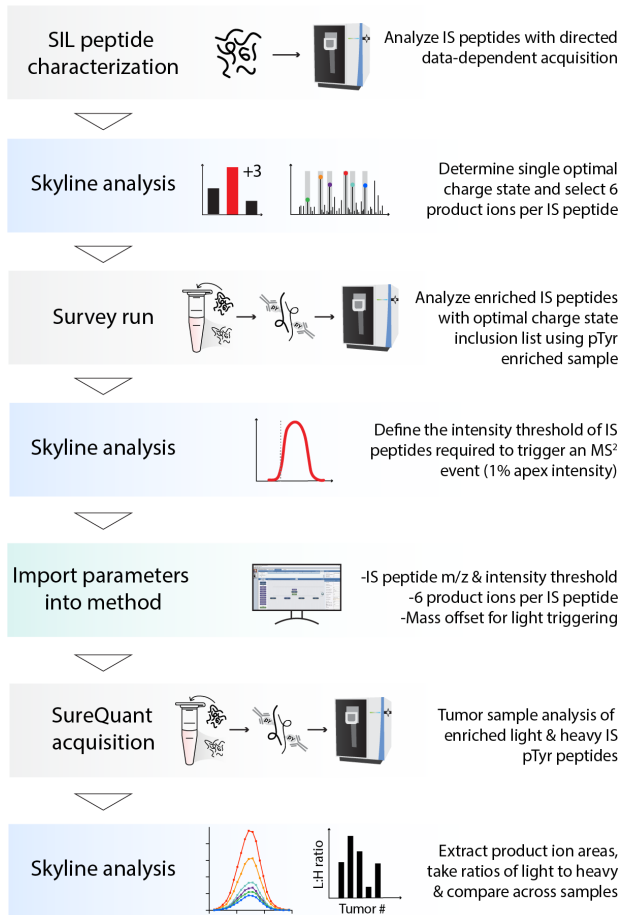 SIL peptide
characterization
Analyze IS peptides with directed
data-dependent acquisition
Skyline analysis
+3
Determine single optimal
charge state and select 6
product ions per IS peptide
Survey run
Analyze enriched IS peptides
with optimal charge state
inclusion list using pTyr
enriched sample
Skyline analysis
Define the intensity threshold of IS
peptides required to trigger an MS²
event (1% apex intensity)
Import parameters
into method
-IS peptide m/z & intensity threshold
-6 product ions per IS peptide
-Mass offset for light triggering
SureQuant
acquisition
Tumor sample analysis of
enriched light & heavy IS
pTyr peptides
Skyline analysis
L:H ratio
Tumor #
Extract product ion areas,
take ratios of light to heavy
& compare across samples